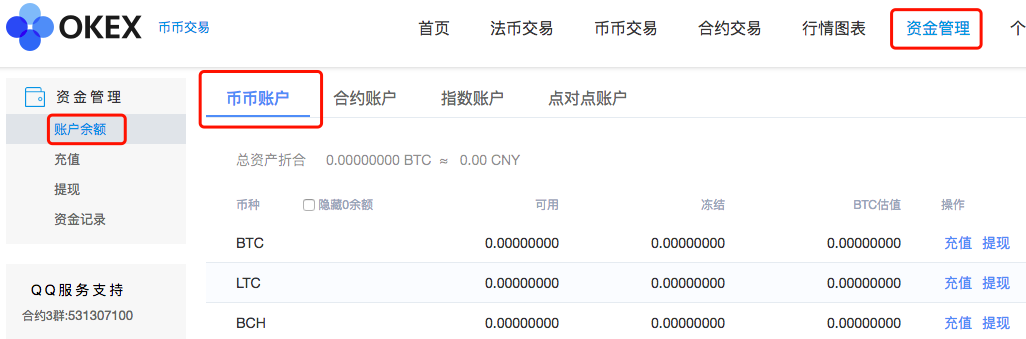 OKEX 币币交易 首页 法币交易 币币交易 合约交易 行情图表 资金管理 个
资金管理
账户余额
充值
提现
资金记录
QQ服务支持
合约3群:531307100
币币账户 合约账户 指数账户 点对点账户
总资产折合 0.00000000 BTC ≈ 0.00 CNY
币种 隐藏0余额 可用 冻结 BTC估值 操作
BTC 0.00000000 0.00000000 0.00000000 充值 提现
LTC 0.00000000 0.00000000 0.00000000 充值 提现
BCH 0.00000000 0.00000000 0.00000000 充值 提现